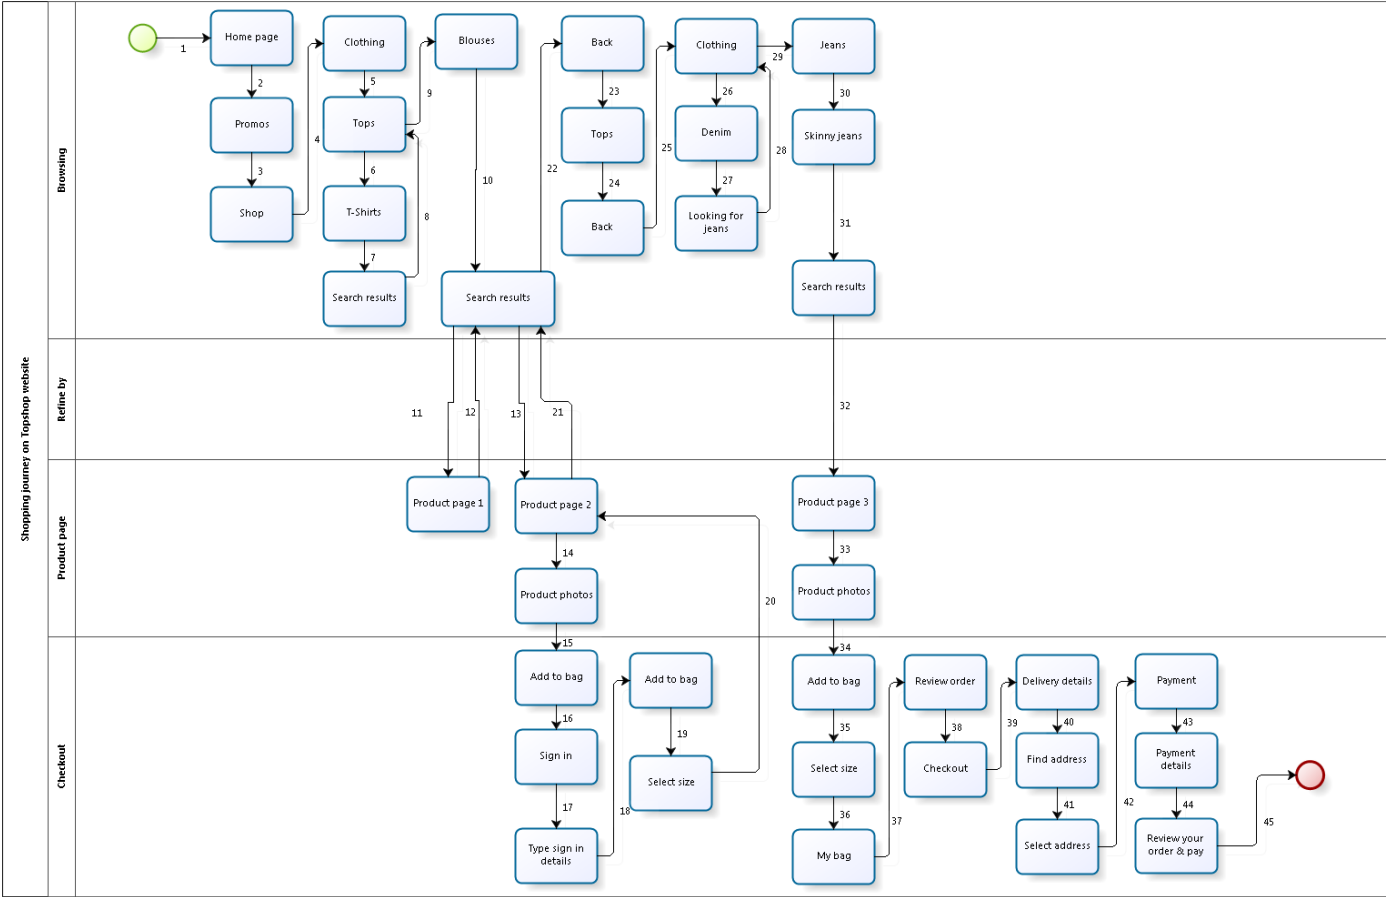 Shopping journey on Topshop website
Browsing
1
Home page
2
Promos
3
Shop
4
Clothing
5
Tops
6
T-Shirts
7
Search results
8
9
Blouses
10
Search results
22
Back
23
Tops
24
Back
25
Clothing
26
Denim
27
Looking for
jeans
28
29
Jeans
30
Skinny jeans
31
Search results
Refine by
11
12
13
21
32
Product page
Product page 1
Product page 2
14
Product photos
20
Product page 3
33
Product photos
Checkout
15
Add to bag
16
Sign in
17
Type sign in
details
18
Add to bag
19
Select size
34
Add to bag
35
Select size
36
My bag
37
Review order
38
Checkout
39
Delivery details
40
Find address
41
Select address
42
Payment
43
Payment
details
44
Review your
order & pay
45